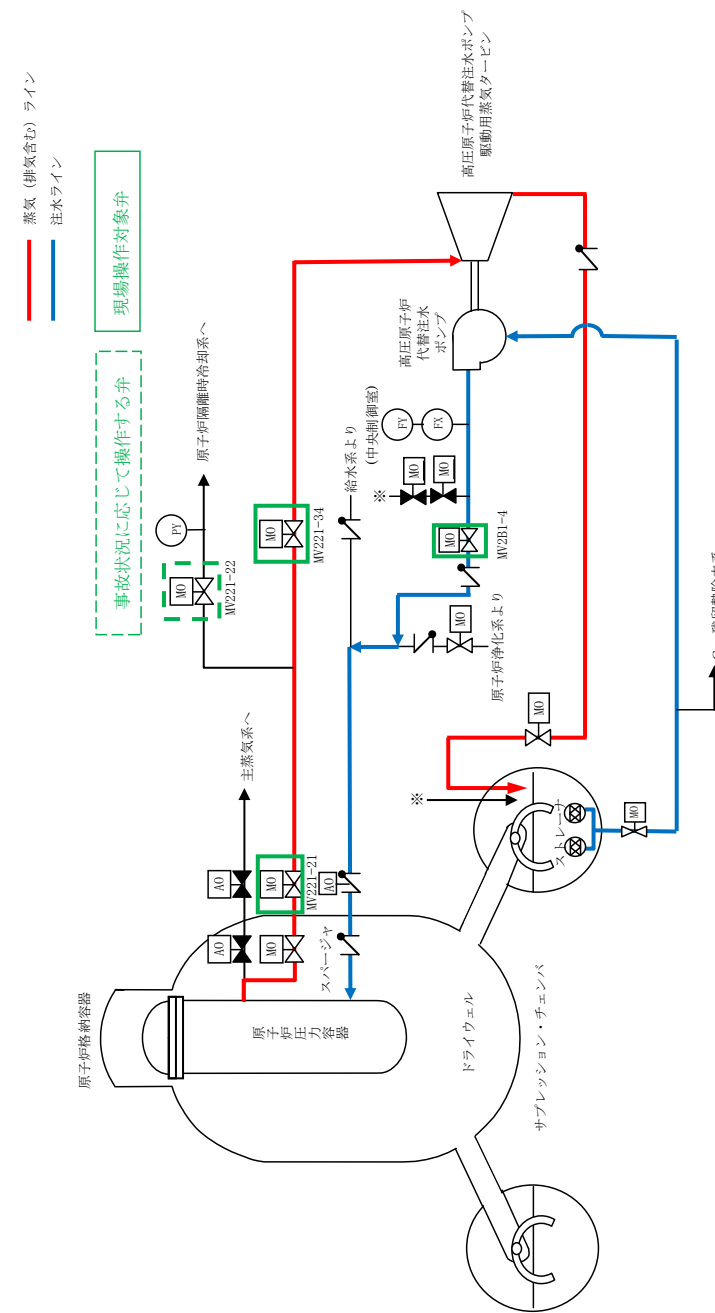 蒸気（排気含む）ライン
注水ライン
現場操作対象弁
事故状況に応じて操作する弁
原子炉隔離時冷却系へ
PY
MO
MV221-22
高圧原子炉代替注水ポンプ
駆動用蒸気タービン
MO
MV221-34
高圧原子炉
代替注水
ポンプ
給水系より
(中央制御室)
FY
FX
※
MO
MO
MO
MV2B1-4
原子炉浄化系より
MO
主蒸気系へ
AO
AO
MO
MO
MV221-21
AO
スパージャ
原子炉格納容器
原子炉
圧力容器
ドライウェル
サプレッション・チェンバ
※
MO
ストレーナ
MO